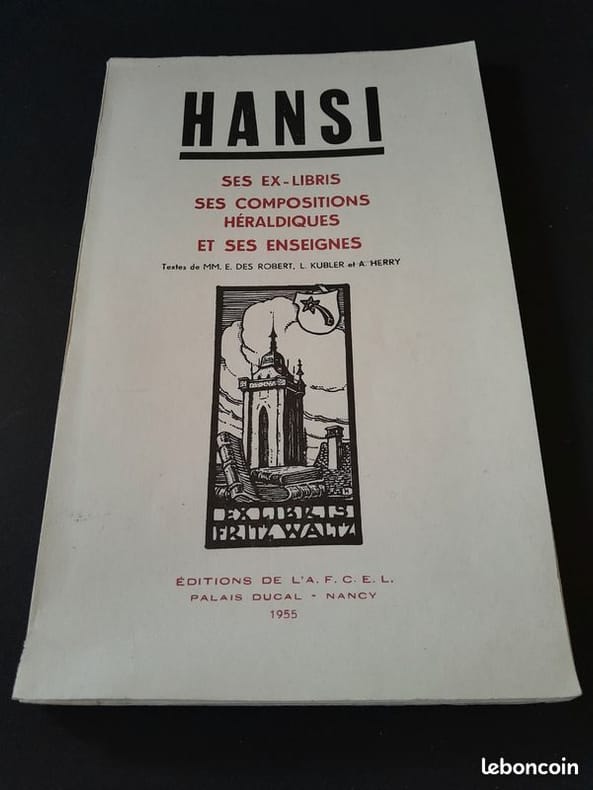 HANSI
SES EX-LIBRIS
SES COMPOSITIONS
HÉRALDIQUES
ET SES ENSEIGNES
Textes de MM. E. DES ROBERT, L. KUBLER et A. HERRY
EX LIBRIS
FRITZ WALTZ
ÉDITIONS DE L'A. F. C. E. L.
PALAIS DUCAL - NANCY
1955
leboncoin